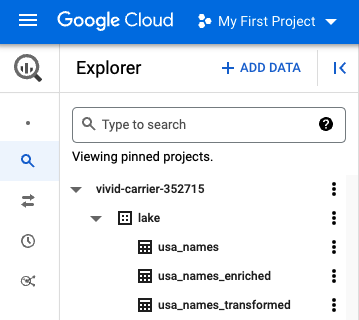 Google Cloud My First Project
Explorer + ADD DATA
Type to search
Viewing pinned projects.
vivid-carrier-352715
lake
usa_names
usa_names_enriched
usa_names_transformed